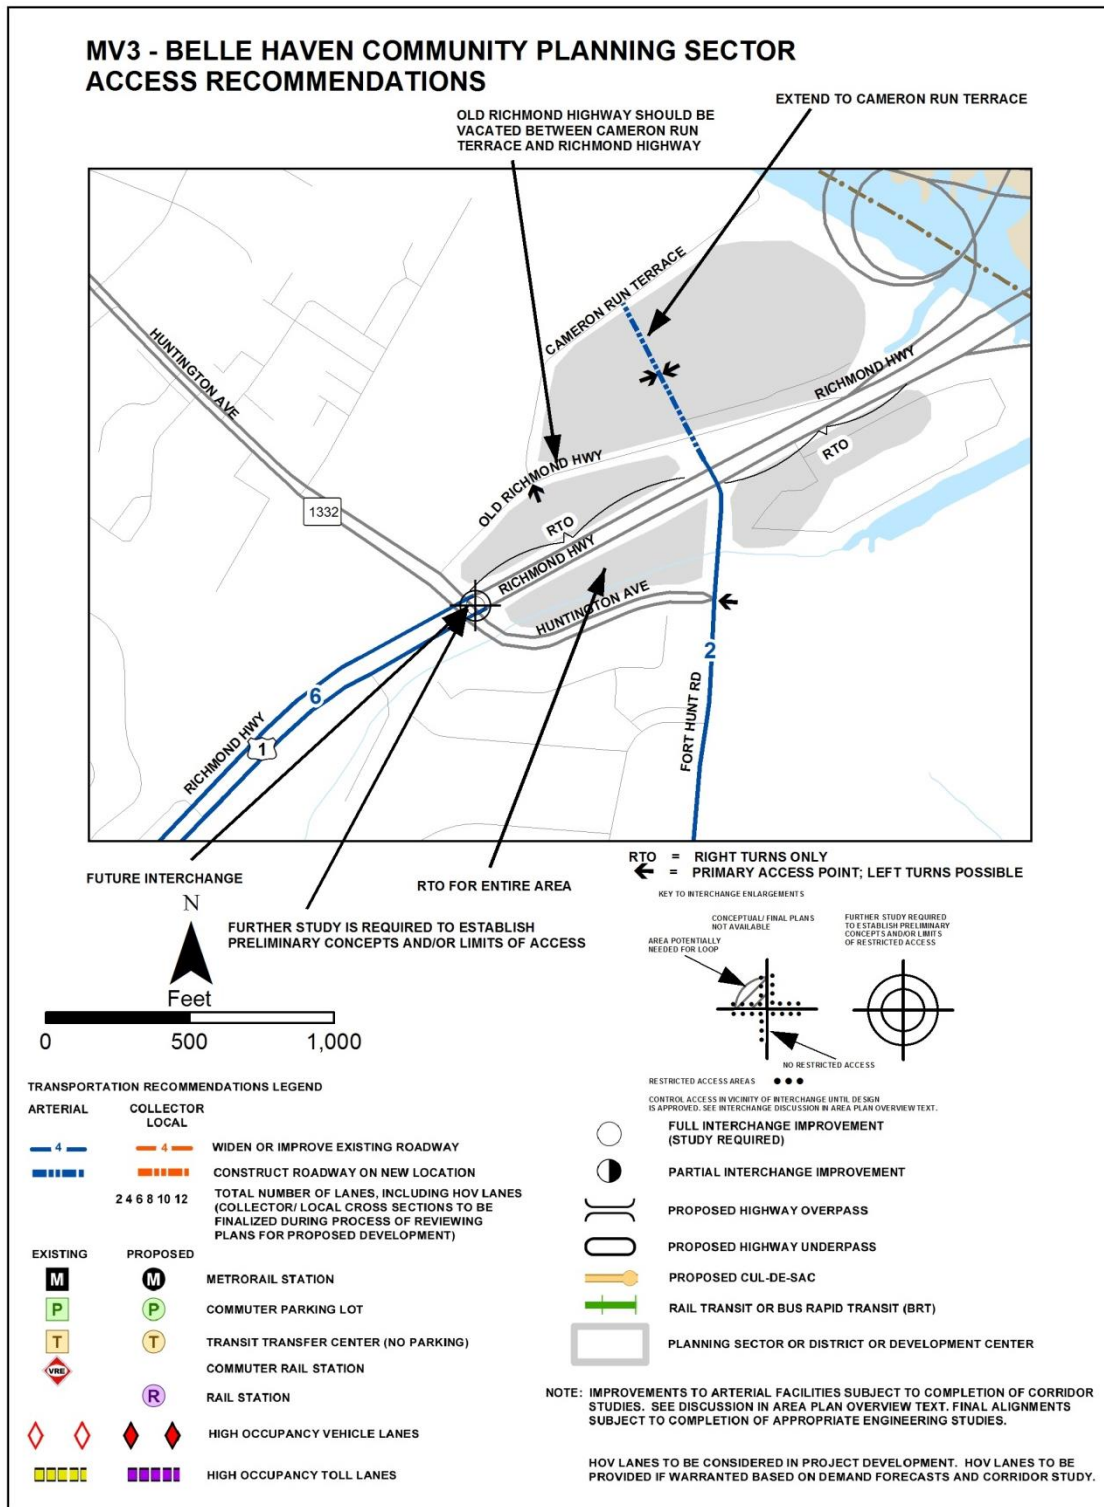 MV3 - BELLE HAVEN COMMUNITY PLANNING SECTOR
ACCESS RECOMMENDATIONS
EXTEND TO CAMERON RUN TERRACE
OLD RICHMOND HIGHWAY SHOULD BE
VACATED BETWEEN CAMERON RUN
TERRACE AND RICHMOND HIGHWAY
CAMERON RUN TERRACE
HUNTINGTON AVE
RICHMOND HWY
RTO
OLD RICHMOND HWY
1332
RTO
RICHMOND HWY
HUNTINGTON AVE
2
6
FORT HUNT RD
RICHMOND HWY
1
RTO = RIGHT TURNS ONLY
= PRIMARY ACCESS POINT; LEFT TURNS POSSIBLE
FUTURE INTERCHANGE
RTO FOR ENTIRE AREA
FURTHER STUDY IS REQUIRED TO ESTABLISH
PRELIMINARY CONCEPTS AND/OR LIMITS OF ACCESS
N
Feet
0 500 1,000
KEY TO INTERCHANGE ENLARGEMENTS
CONCEPTUAL/ FINAL PLANS
NOT AVAILABLE
FURTHER STUDY REQUIRED
TO ESTABLISH PRELIMINARY
CONCEPTS AND/OR LIMITS
OF RESTRICTED ACCESS
AREA POTENTIALLY
NEEDED FOR LOOP
NO RESTRICTED ACCESS
RESTRICTED ACCESS AREAS
CONTROL ACCESS IN VICINITY OF INTERCHANGE UNTIL DESIGN
IS APPROVED. SEE INTERCHANGE DISCUSSION IN AREA PLAN OVERVIEW TEXT.
TRANSPORTATION RECOMMENDATIONS LEGEND
ARTERIAL
COLLECTOR
LOCAL
4 4 WIDEN OR IMPROVE EXISTING ROADWAY
CONSTRUCT ROADWAY ON NEW LOCATION
2 4 6 8 10 12 TOTAL NUMBER OF LANES, INCLUDING HOV LANES
(COLLECTOR/ LOCAL CROSS SECTIONS TO BE
FINALIZED DURING PROCESS OF REVIEWING
PLANS FOR PROPOSED DEVELOPMENT)
EXISTING PROPOSED
M M METRORAIL STATION
P P COMMUTER PARKING LOT
T T TRANSIT TRANSFER CENTER (NO PARKING)
VRE COMMUTER RAIL STATION
R RAIL STATION
HIGH OCCUPANCY VEHICLE LANES
HIGH OCCUPANCY TOLL LANES
FULL INTERCHANGE IMPROVEMENT
(STUDY REQUIRED)
PARTIAL INTERCHANGE IMPROVEMENT
PROPOSED HIGHWAY OVERPASS
PROPOSED HIGHWAY UNDERPASS
PROPOSED CUL-DE-SAC
RAIL TRANSIT OR BUS RAPID TRANSIT (BRT)
PLANNING SECTOR OR DISTRICT OR DEVELOPMENT CENTER
NOTE: IMPROVEMENTS TO ARTERIAL FACILITIES SUBJECT TO COMPLETION OF CORRIDOR
STUDIES. SEE DISCUSSION IN AREA PLAN OVERVIEW TEXT. FINAL ALIGNMENTS
SUBJECT TO COMPLETION OF APPROPRIATE ENGINEERING STUDIES.
HOV LANES TO BE CONSIDERED IN PROJECT DEVELOPMENT. HOV LANES TO BE
PROVIDED IF WARRANTED BASED ON DEMAND FORECASTS AND CORRIDOR STUDY.